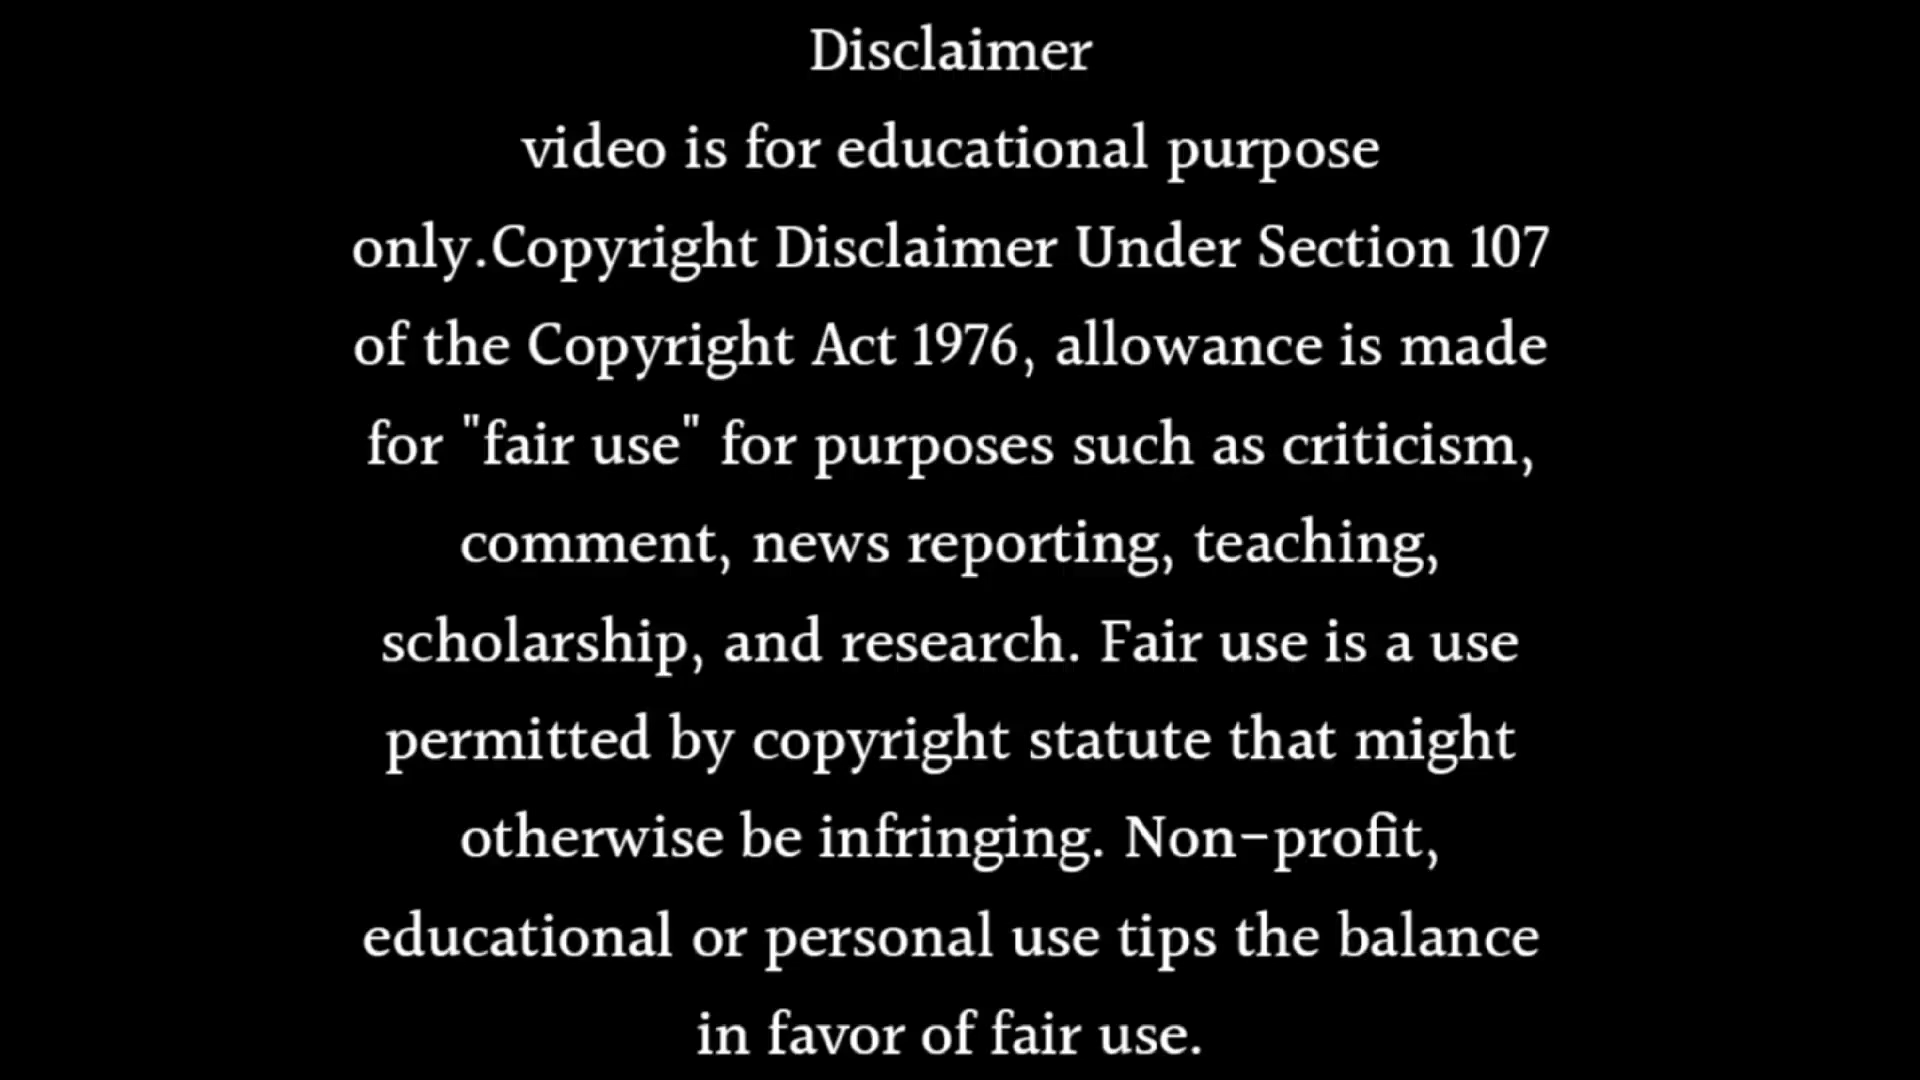 Disclaimer
video is for educational purpose
only.Copyright Disclaimer Under Section 107
of the Copyright Act 1976, allowance is made
for "fair use" for purposes such as criticism,
comment, news reporting, teaching,
scholarship, and research. Fair use is a use
permitted by copyright statute that might
otherwise be infringing. Non-profit,
educational or personal use tips the balance
in favor of fair use.